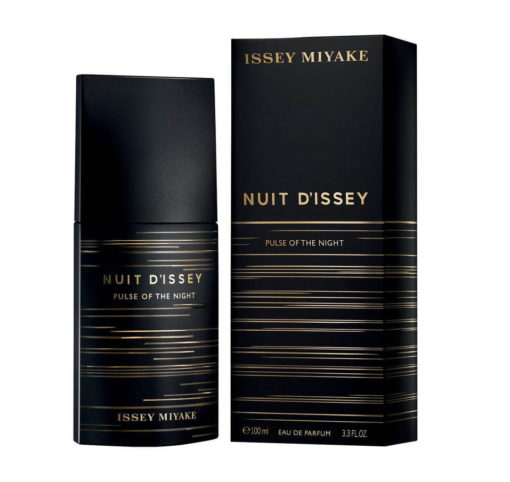 NUIT D'ISSEY
PULSE OF THE NIGHT
ISSEY MIYAKE
ISSEY MIYAKE
NUIT D'ISSEY
PULSE OF THE NIGHT
℮100 ml EAU DE PARFUM 3.3 FL.OZ.